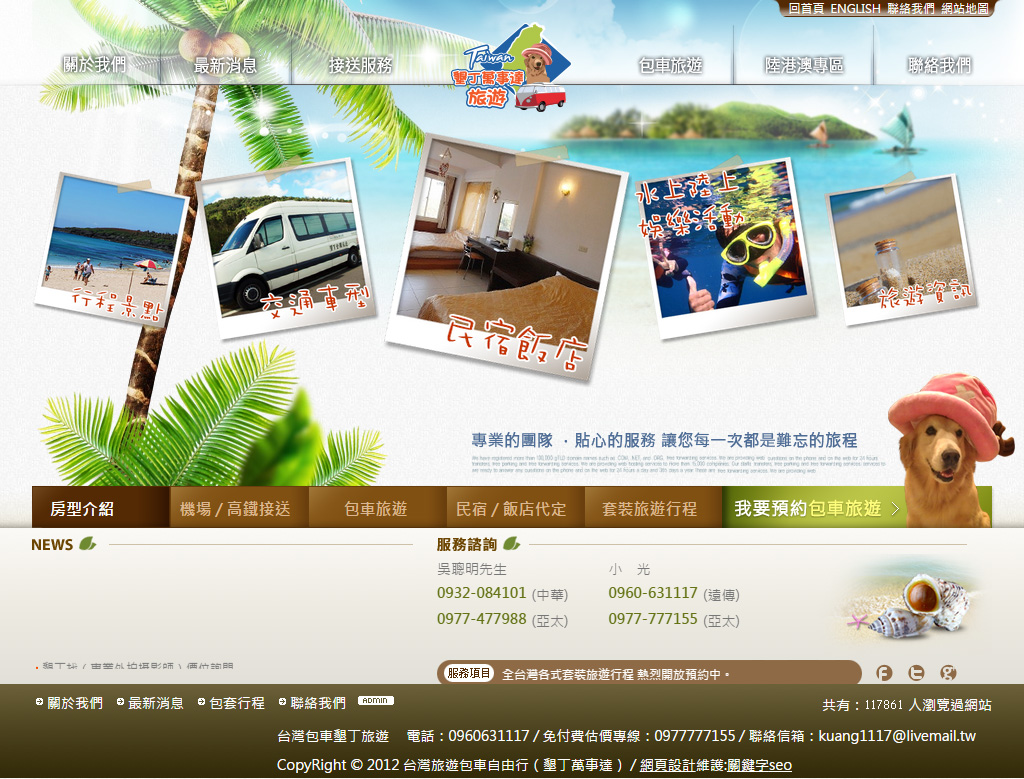 回首頁 ENGLISH 聯絡我們 網站地圖
關於我們 最新消息 接送服務 包車旅遊 陸港澳專區 聯絡我們
Taiwan
墾丁萬事達
旅遊
行程景點
交通車型
民宿飯店
水上陸上
娛樂活動
旅遊資訊
專業的團隊 ・貼心的服務 讓您每一次都是難忘的旅程
房型介紹 機場 / 高鐵接送 包車旅遊 民宿 / 飯店代定 套裝旅遊行程 我要預約包車旅遊
NEWS 服務諮詢
吳聰明先生 小 光
0932-084101 (中華) 0960-631117 (遠傳)
0977-477988 (亞太) 0977-777155 (亞太)
服務項目 全台灣各式套裝旅遊行程 熱烈開放預約中。
關於我們 最新消息 包套行程 聯絡我們 ADMIN
共有：117861 人瀏覽過網站
台灣包車墾丁旅遊 電話：0960631117 / 免付費估價專線：0977777155 / 聯絡信箱：kuang1117@livemail.tw
CopyRight © 2012 台灣旅遊包車自由行（墾丁萬事達） / 網頁設計維護:關鍵字seo